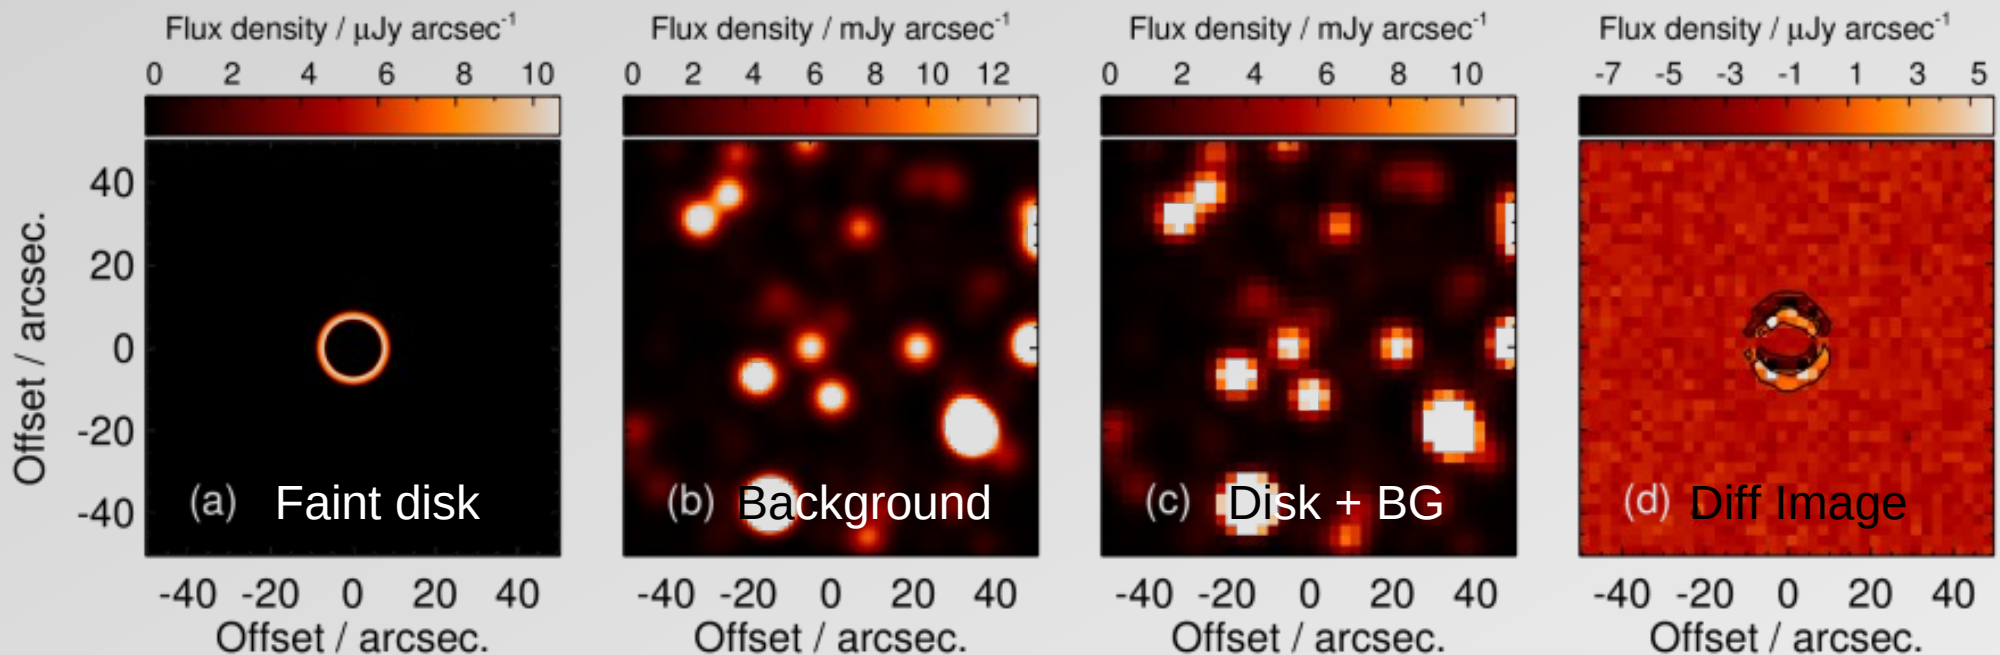 Flux density / μJy arcsec⁻¹
0 2 4 6 8 10
Flux density / mJy arcsec⁻¹
0 2 4 6 8 10 12
Flux density / mJy arcsec⁻¹
0 2 4 6 8 10
Flux density / μJy arcsec⁻¹
-7 -5 -3 -1 1 3 5
Offset / arcsec.
40
20
0
-20
-40
(a) Faint disk
(b) Background
(c) Disk + BG
(d) Diff Image
-40 -20 0 20 40
-40 -20 0 20 40
-40 -20 0 20 40
-40 -20 0 20 40
Offset / arcsec.
Offset / arcsec.
Offset / arcsec.
Offset / arcsec.